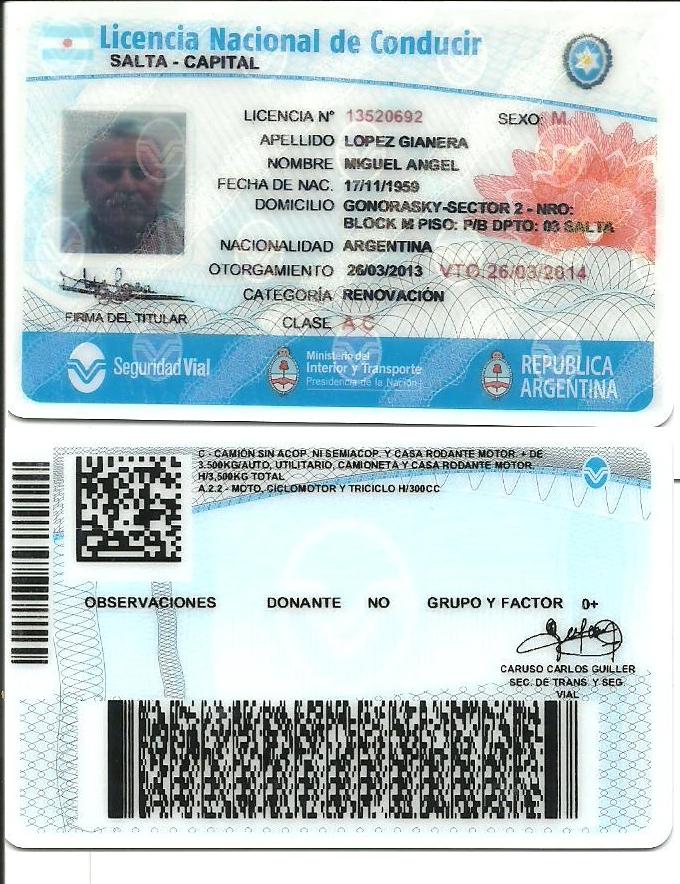 Licencia Nacional de Conducir
SALTA - CAPITAL
LICENCIA Nº 13520692 SEXO: M
APELLIDO LOPEZ GIANERA
NOMBRE MIGUEL ANGEL
FECHA DE NAC. 17/11/1959
DOMICILIO GONORASKY-SECTOR 2 - NRO:
BLOCK M PISO: P/B DPTO: 03 SALTA
NACIONALIDAD ARGENTINA
OTORGAMIENTO 26/03/2013 VTO.26/03/2014
CATEGORÍA RENOVACIÓN
FIRMA DEL TITULAR
CLASE A C
Seguridad Vial
Ministerio del
Interior y Transporte
Presidencia de la Nación
REPUBLICA
ARGENTINA
C - CAMION SIN ACOP. NI SEMIACOP. Y CASA RODANTE MOTOR. + DE
3.500KG/AUTO, UTILITARIO, CAMIONETA Y CASA RODANTE MOTOR.
H/3,500KG TOTAL
A.2.2 - MOTO, CICLOMOTOR Y TRICICLO H/300CC
OBSERVACIONES DONANTE NO GRUPO Y FACTOR 0+
CARUSO CARLOS GUILLER
SEC. DE TRANS. Y SEG.
VIAL